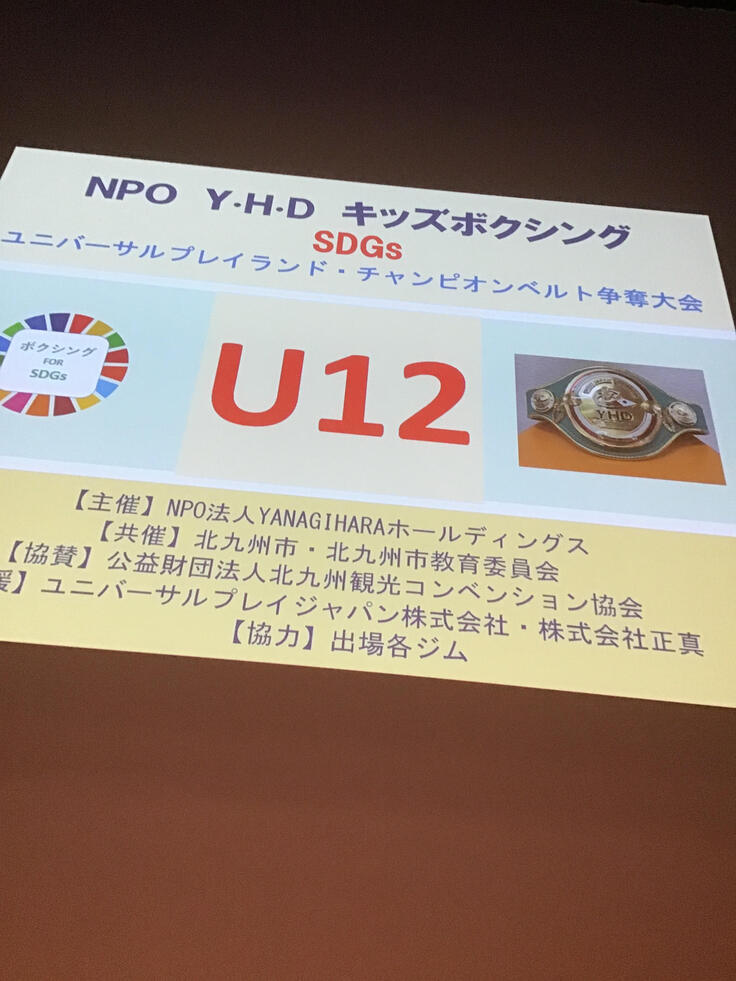 NPO Y・H・D キッズボクシング
SDGs
ユニバーサルプレイランド・チャンピオンベルト争奪大会
ボクシング
FOR
SDGs
U12
YHD
【主催】NPO法人YANAGIHARAホールディングス
【共催】北九州市・北九州市教育委員会
【協賛】公益財団法人北九州観光コンベンション協会
援】ユニバーサルプレイジャパン株式会社・株式会社正真
【協力】出場各ジム